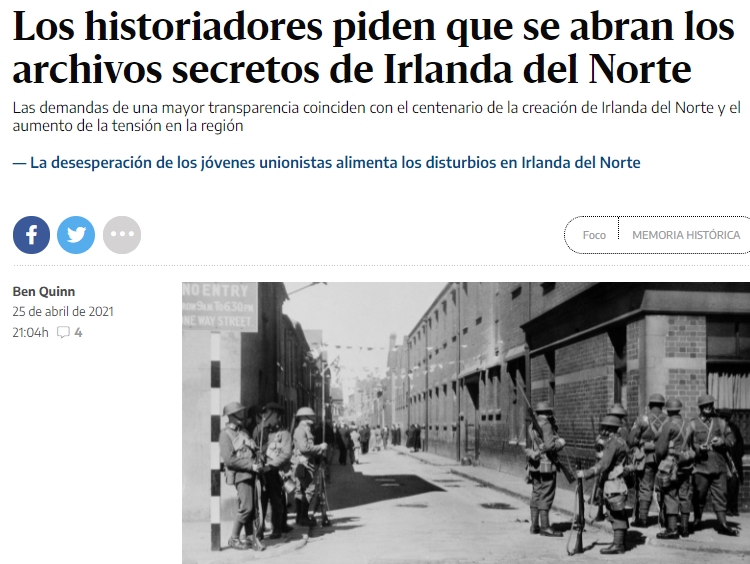 Los historiadores piden que se abran los
archivos secretos de Irlanda del Norte
Las demandas de una mayor transparencia coinciden con el centenario de la creación de Irlanda del Norte y el
aumento de la tensión en la región
— La desesperación de los jóvenes unionistas alimenta los disturbios en Irlanda del Norte
Foco
MEMORIA HISTÓRICA
Ben Quinn
25 de abril de 2021
21:04h 4
NO ENTRY
FROM 9AM TO 6·30PM
ONE WAY STREET